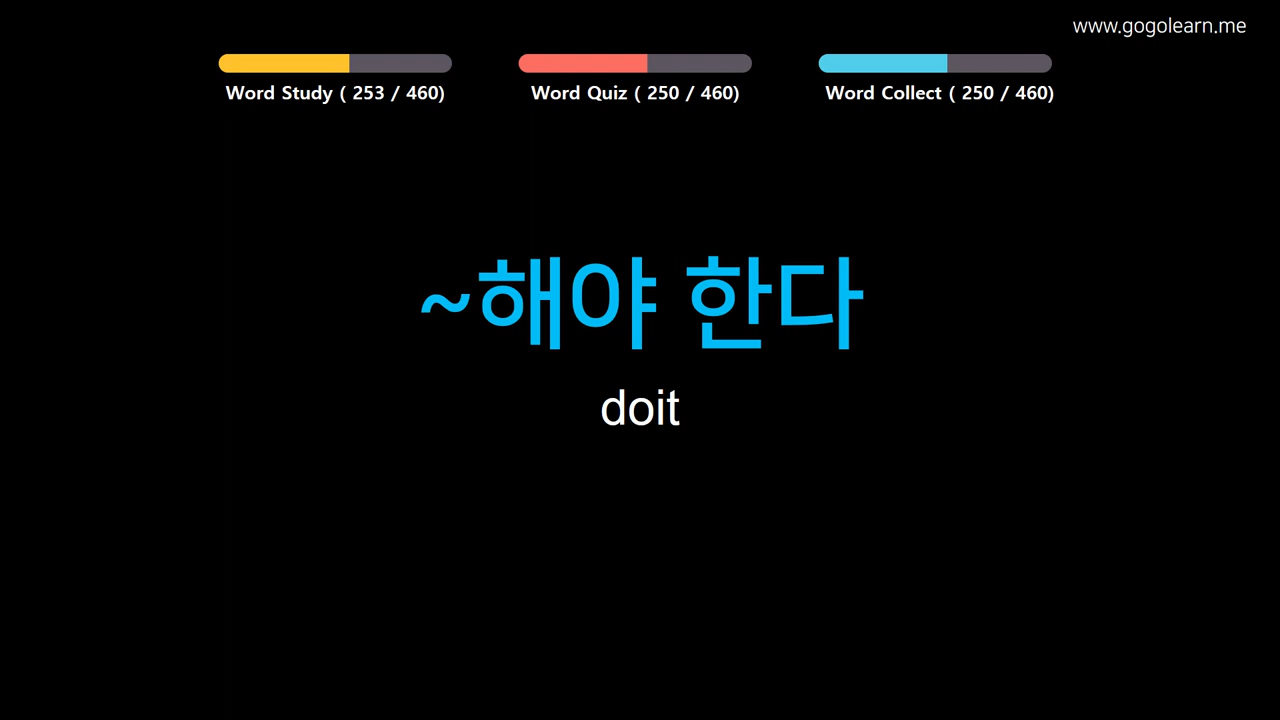 www.gogolearn.me
Word Study ( 253 / 460)
Word Quiz ( 250 / 460)
Word Collect ( 250 / 460)
~해야 한다
doit